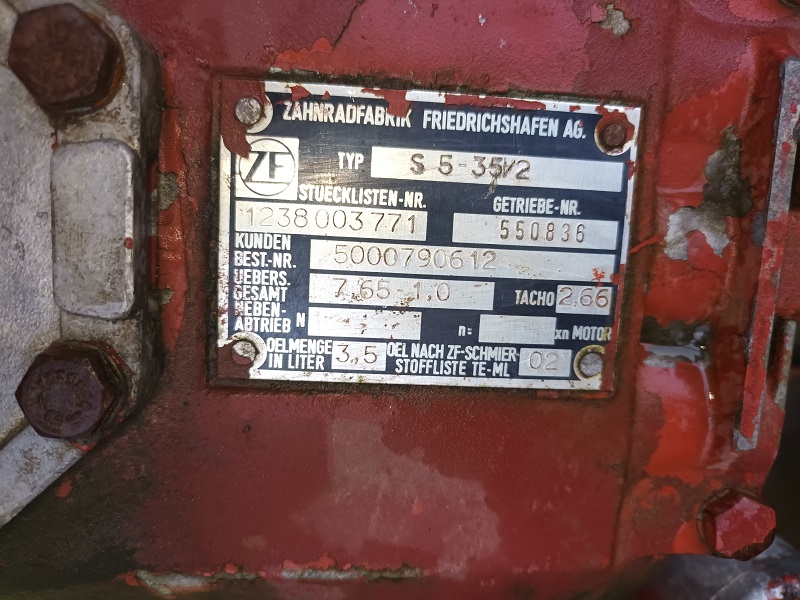 ZAHNRADFABRIK FRIEDRICHSHAFEN AG.
ZF TYP S 5-35/2
STUECKLISTEN-NR. GETRIEBE-NR.
1238 003 771 550836
KUNDEN BEST.-NR. 5000790612
UEBERS. GESAMT 7,65-1,0 TACHO 2,66
NEBEN-ABTRIEB N n: xn MOTOR
OELMENGE IN LITER 3,5 OEL NACH ZF-SCHMIER-STOFFLISTE TE-ML 02